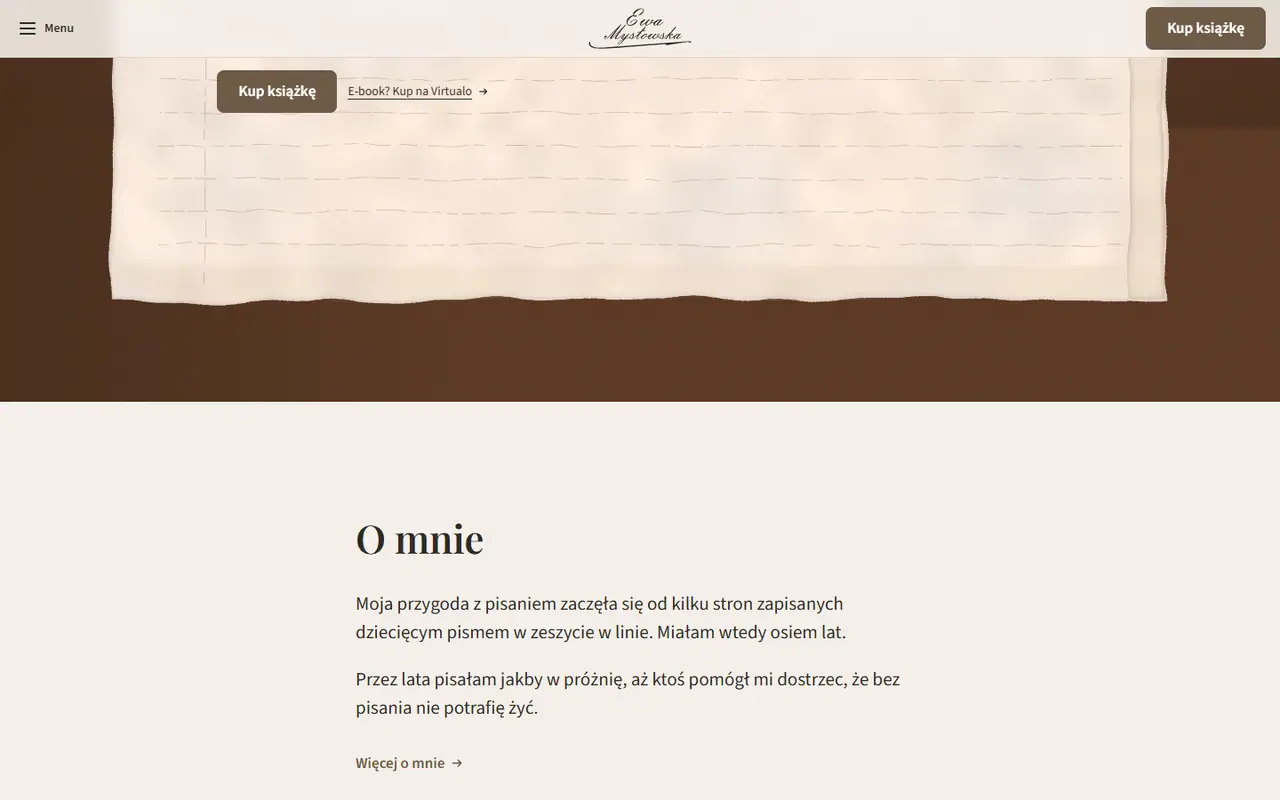 Menu
Ewa
Mysłowska
Kup książkę
Kup książkę
E-book? Kup na Virtualo →
O mnie
Moja przygoda z pisaniem zaczęła się od kilku stron zapisanych
dziecięcym pismem w zeszycie w linie. Miałam wtedy osiem lat.
Przez lata pisałam jakby w próżnię, aż ktoś pomógł mi dostrzec, że bez
pisania nie potrafię żyć.
Więcej o mnie →